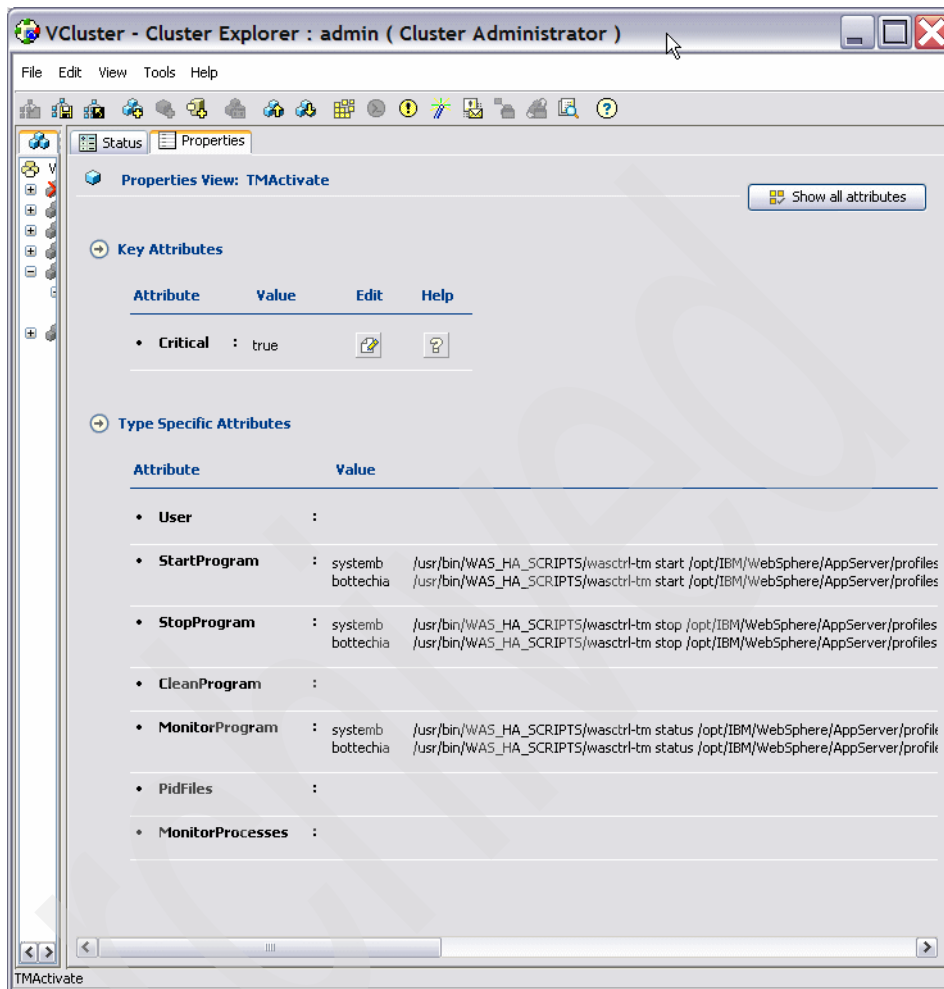 VCluster - Cluster Explorer : admin ( Cluster Administrator )
File Edit View Tools Help
Status Properties
V
Properties View: TMActivate
Show all attributes
Key Attributes
Attribute Value Edit Help
• Critical : true
Type Specific Attributes
Attribute Value
• User :
• StartProgram : systemb /usr/bin/WAS_HA_SCRIPTS/wasctrl-tm start /opt/IBM/WebSphere/AppServer/profiles
bottechia /usr/bin/WAS_HA_SCRIPTS/wasctrl-tm start /opt/IBM/WebSphere/AppServer/profiles
• StopProgram : systemb /usr/bin/WAS_HA_SCRIPTS/wasctrl-tm stop /opt/IBM/WebSphere/AppServer/profiles
bottechia /usr/bin/WAS_HA_SCRIPTS/wasctrl-tm stop /opt/IBM/WebSphere/AppServer/profiles
• CleanProgram :
• MonitorProgram : systemb /usr/bin/WAS_HA_SCRIPTS/wasctrl-tm status /opt/IBM/WebSphere/AppServer/profile
bottechia /usr/bin/WAS_HA_SCRIPTS/wasctrl-tm status /opt/IBM/WebSphere/AppServer/profile
• PidFiles :
• MonitorProcesses :
TMActivate